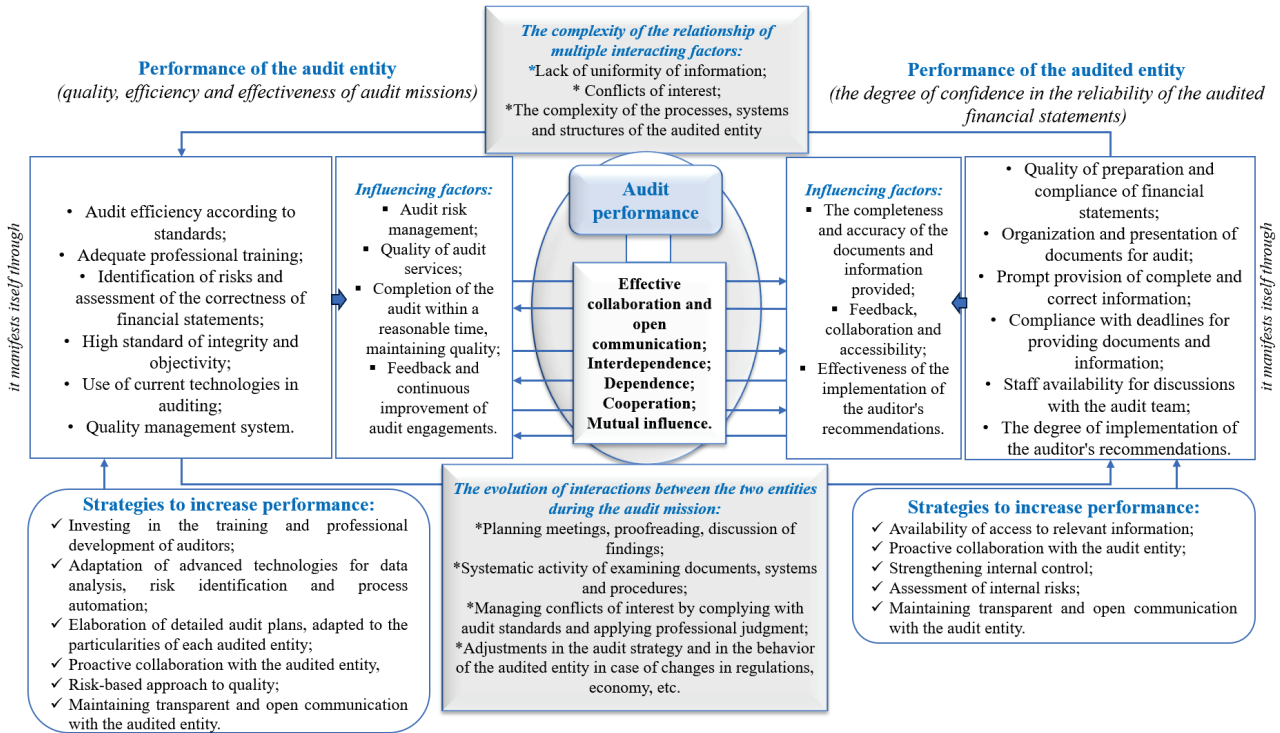 The complexity of the relationship of
multiple interacting factors:
*Lack of uniformity of information;
* Conflicts of interest;
*The complexity of the processes, systems
and structures of the audited entity
Performance of the audit entity
(quality, efficiency and effectiveness of audit missions)
Performance of the audited entity
(the degree of confidence in the reliability of the audited
financial statements)
it manifests itself through
• Audit efficiency according to
standards;
• Adequate professional training;
• Identification of risks and
assessment of the correctness of
financial statements;
• High standard of integrity and
objectivity;
• Use of current technologies in
auditing;
• Quality management system.
Influencing factors:
▪ Audit risk
management;
▪ Quality of audit
services;
▪ Completion of the
audit within a
reasonable time,
maintaining quality;
▪ Feedback and
continuous
improvement of
audit engagements.
Audit
performance
Effective
collaboration and
open
communication;
Interdependence;
Dependence;
Cooperation;
Mutual influence.
Influencing factors:
▪ The completeness
and accuracy of the
documents and
information
provided;
▪ Feedback,
collaboration and
accessibility;
▪ Effectiveness of the
implementation of
the auditor's
recommendations.
• Quality of preparation and
compliance of financial
statements;
• Organization and presentation of
documents for audit;
• Prompt provision of complete and
correct information;
• Compliance with deadlines for
providing documents and
information;
• Staff availability for discussions
with the audit team;
• The degree of implementation of
the auditor's recommendations.
it manifests itself through
Strategies to increase performance:
✓ Investing in the training and professional
development of auditors;
✓ Adaptation of advanced technologies for data
analysis, risk identification and process
automation;
✓ Elaboration of detailed audit plans, adapted to the
particularities of each audited entity;
✓ Proactive collaboration with the audited entity,
✓ Risk-based approach to quality;
✓ Maintaining transparent and open communication
with the audited entity.
The evolution of interactions between the two entities
during the audit mission:
*Planning meetings, proofreading, discussion of
findings;
*Systematic activity of examining documents, systems
and procedures;
*Managing conflicts of interest by complying with
audit standards and applying professional judgment;
*Adjustments in the audit strategy and in the behavior
of the audited entity in case of changes in regulations,
economy, etc.
Strategies to increase performance:
✓ Availability of access to relevant information;
✓ Proactive collaboration with the audit entity;
✓ Strengthening internal control;
✓ Assessment of internal risks;
✓ Maintaining transparent and open communication
with the audit entity.